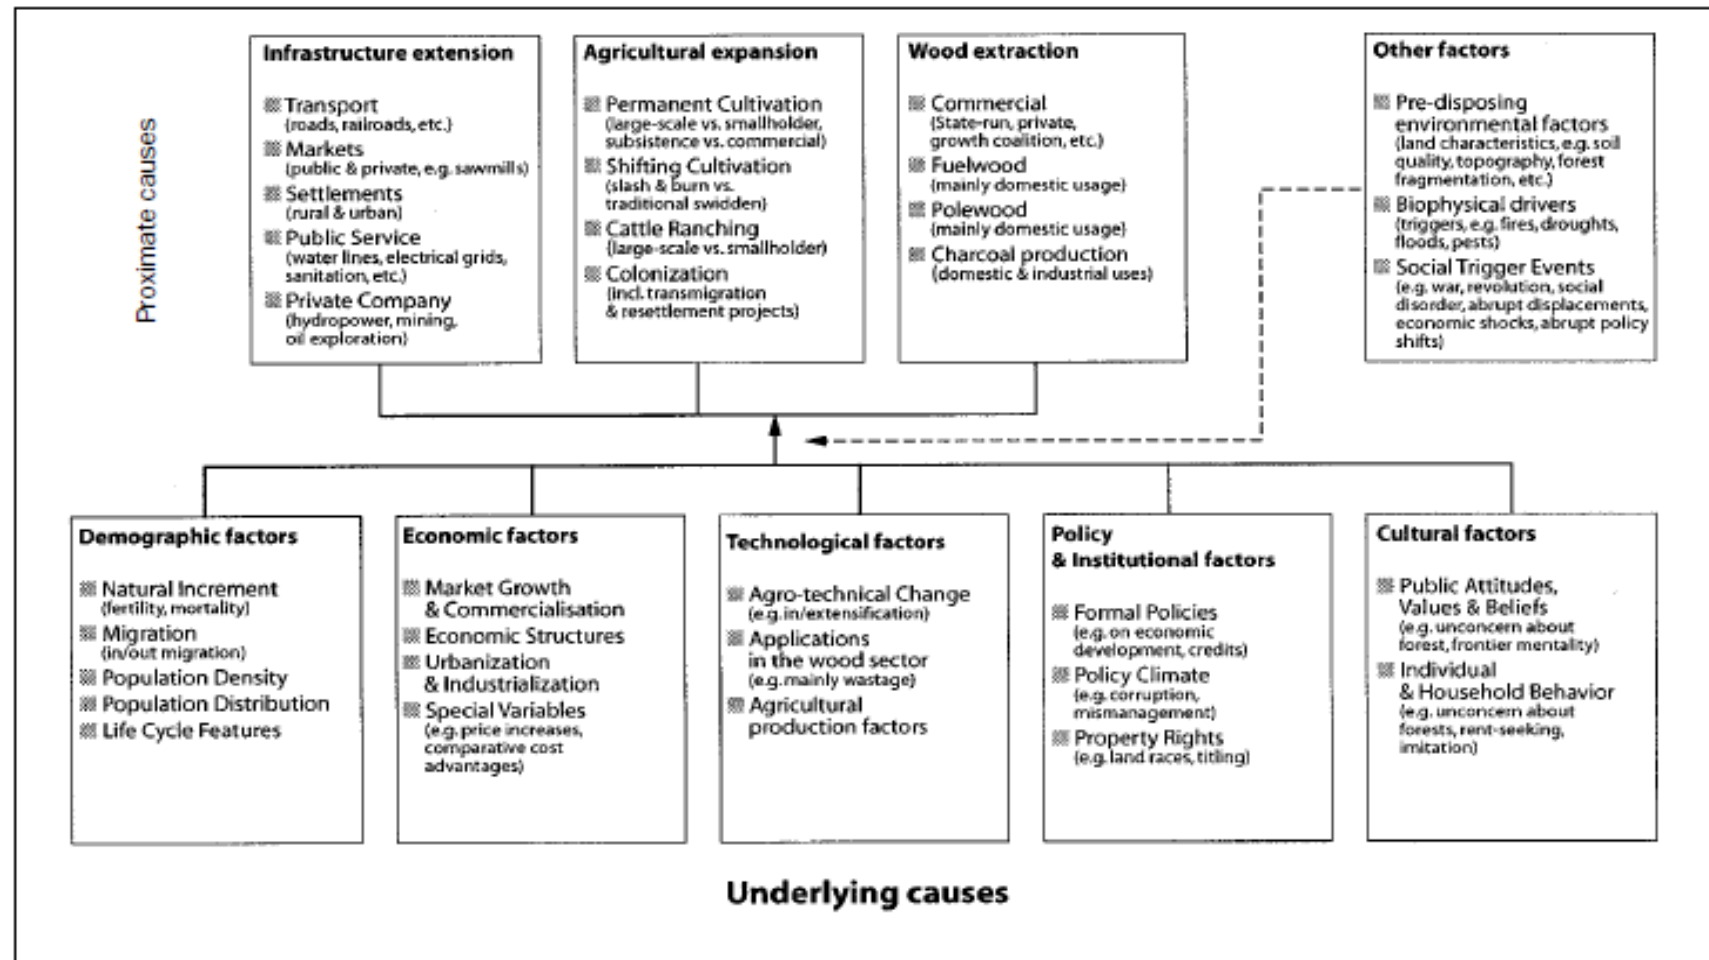 Proximate causes
Infrastructure extension
Transport
(roads, railroads, etc.)
Markets
(public & private, e.g. sawmills)
Settlements
(rural & urban)
Public Service
(water lines, electrical grids,
sanitation, etc.)
Private Company
(hydropower, mining,
oil exploration)
Agricultural expansion
Permanent Cultivation
(large-scale vs. smallholder,
subsistence vs. commercial)
Shifting Cultivation
(slash & burn vs.
traditional swidden)
Cattle Ranching
(large-scale vs. smallholder)
Colonization
(incl. transmigration
& resettlement projects)
Wood extraction
Commercial
(State-run, private,
growth coalition, etc.)
Fuelwood
(mainly domestic usage)
Polewood
(mainly domestic usage)
Charcoal production
(domestic & industrial uses)
Other factors
Pre-disposing
environmental factors
(land characteristics, e.g. soil
quality, topography, forest
fragmentation, etc.)
Biophysical drivers
(triggers, e.g. fires, droughts,
floods, pests)
Social Trigger Events
(e.g. war, revolution, social
disorder, abrupt displacements,
economic shocks, abrupt policy
shifts)
Demographic factors
Natural Increment
(fertility, mortality)
Migration
(in/out migration)
Population Density
Population Distribution
Life Cycle Features
Economic factors
Market Growth
& Commercialisation
Economic Structures
Urbanization
& Industrialization
Special Variables
(e.g. price increases,
comparative cost
advantages)
Technological factors
Agro-technical Change
(e.g. in/extensification)
Applications
in the wood sector
(e.g. mainly wastage)
Agricultural
production factors
Policy
& Institutional factors
Formal Policies
(e.g. on economic
development, credits)
Policy Climate
(e.g. corruption,
mismanagement)
Property Rights
(e.g. land races, titling)
Cultural factors
Public Attitudes,
Values & Beliefs
(e.g. unconcern about
forest, frontier mentality)
Individual
& Household Behavior
(e.g. unconcern about
forests, rent-seeking,
imitation)
Underlying causes